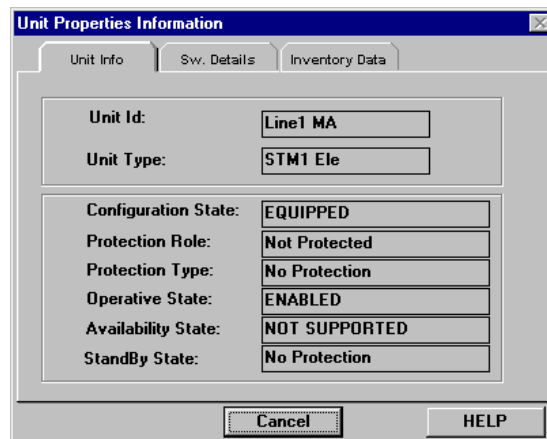 Unit Properties Information
Unit Info Sw. Details Inventory Data
Unit Id: Line1 MA
Unit Type: STM1 Ele
Configuration State: EQUIPPED
Protection Role: Not Protected
Protection Type: No Protection
Operative State: ENABLED
Availability State: NOT SUPPORTED
StandBy State: No Protection
Cancel HELP